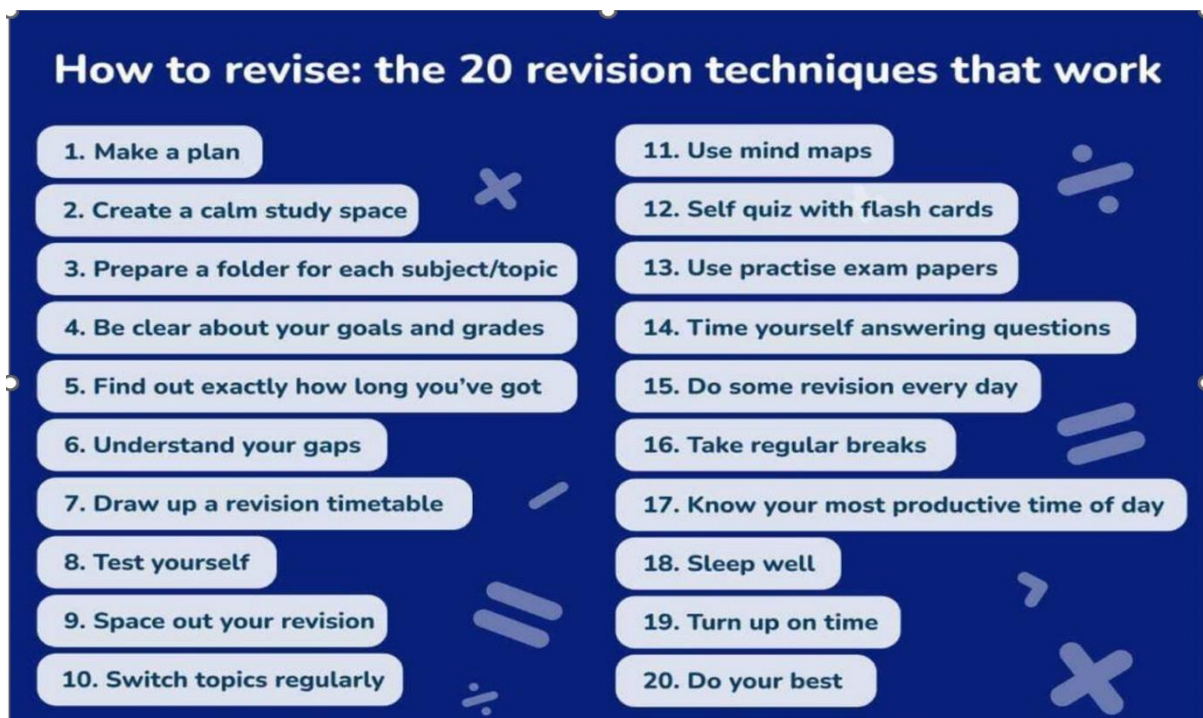 How to revise: the 20 revision techniques that work
1. Make a plan
2. Create a calm study space
3. Prepare a folder for each subject/topic
4. Be clear about your goals and grades
5. Find out exactly how long you’ve got
6. Understand your gaps
7. Draw up a revision timetable
8. Test yourself
9. Space out your revision
10. Switch topics regularly
11. Use mind maps
12. Self quiz with flash cards
13. Use practise exam papers
14. Time yourself answering questions
15. Do some revision every day
16. Take regular breaks
17. Know your most productive time of day
18. Sleep well
19. Turn up on time
20. Do your best